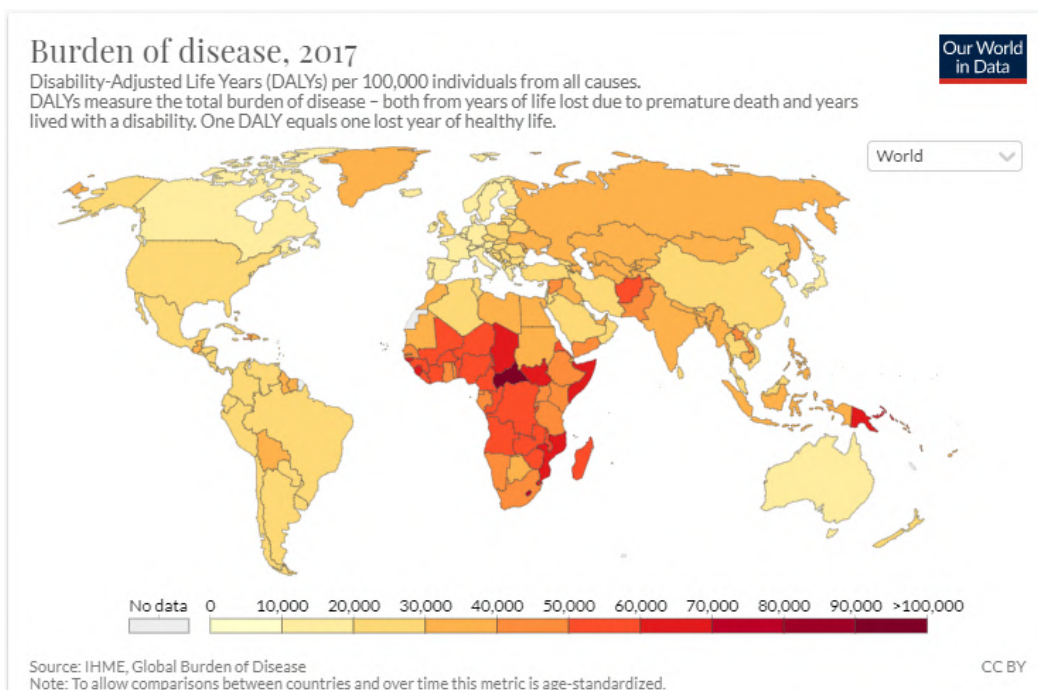 Burden of disease, 2017
Our World
in Data
Disability-Adjusted Life Years (DALYs) per 100,000 individuals from all causes.
DALYs measure the total burden of disease – both from years of life lost due to premature death and years
lived with a disability. One DALY equals one lost year of healthy life.
World
No data 0 10,000 20,000 30,000 40,000 50,000 60,000 70,000 80,000 90,000 >100,000
Source: IHME, Global Burden of Disease CC BY
Note: To allow comparisons between countries and over time this metric is age-standardized.